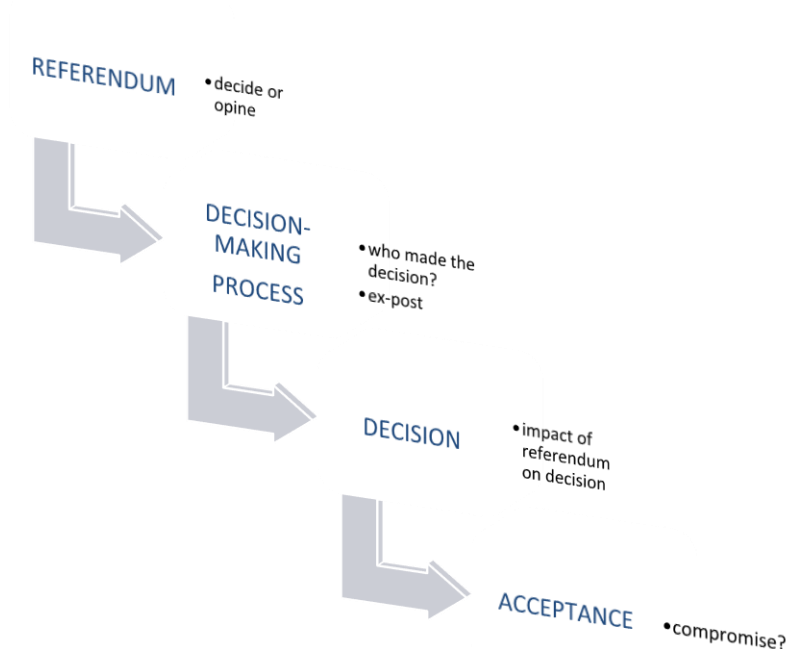 REFERENDUM
•decide or
opine
DECISION-
MAKING
PROCESS
•who made the
decision?
•ex-post
DECISION
•impact of
referendum
on decision
ACCEPTANCE
•compromise?